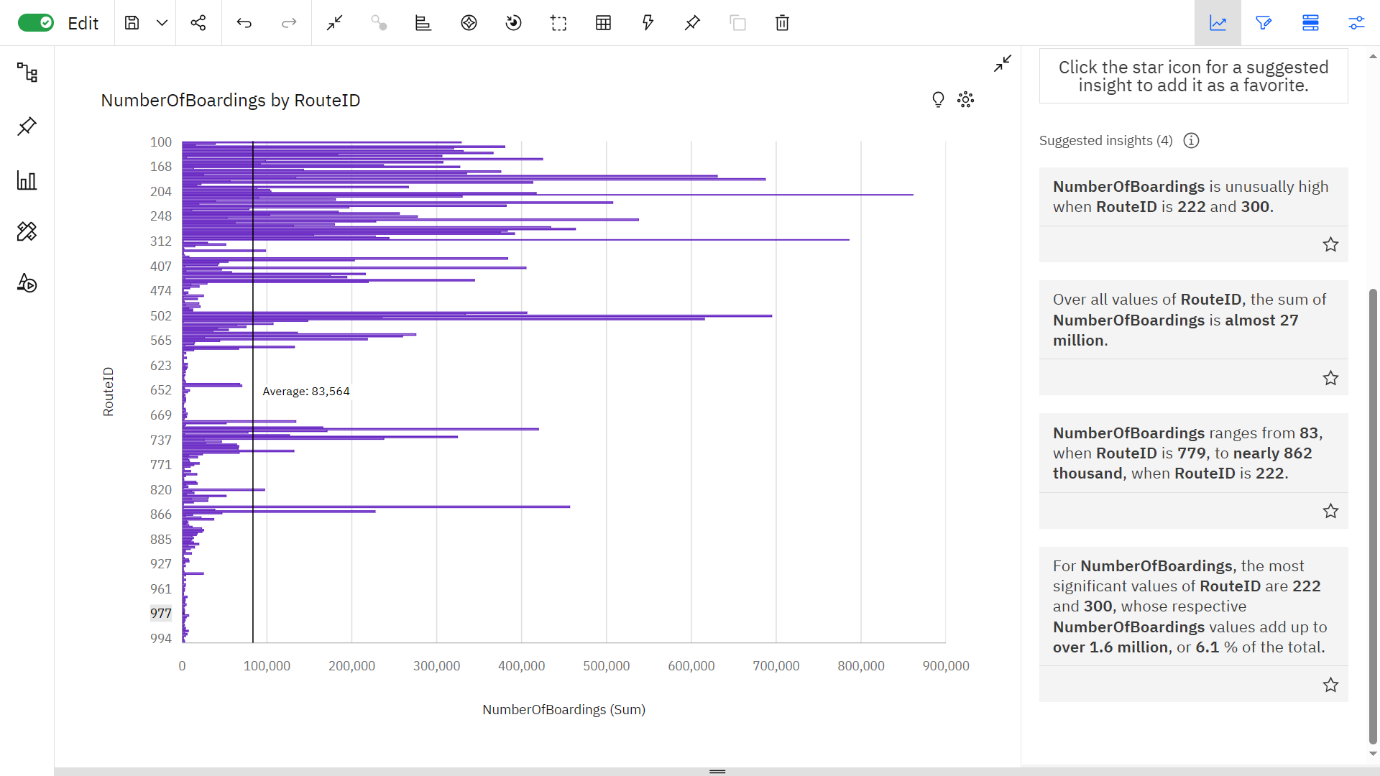 Edit
NumberOfBoardings by RouteID
100
168
204
248
312
407
474
502
565
623
652
669
737
771
820
866
885
927
961
977
994
RouteID
Average: 83,564
0
100,000
200,000
300,000
400,000
500,000
600,000
700,000
800,000
900,000
NumberOfBoardings (Sum)
Click the star icon for a suggested
insight to add it as a favorite.
Suggested insights (4)
NumberOfBoardings is unusually high
when RouteID is 222 and 300.
Over all values of RouteID, the sum of
NumberOfBoardings is almost 27
million.
NumberOfBoardings ranges from 83,
when RouteID is 779, to nearly 862
thousand, when RouteID is 222.
For NumberOfBoardings, the most
significant values of RouteID are 222
and 300, whose respective
NumberOfBoardings values add up to
over 1.6 million, or 6.1 % of the total.